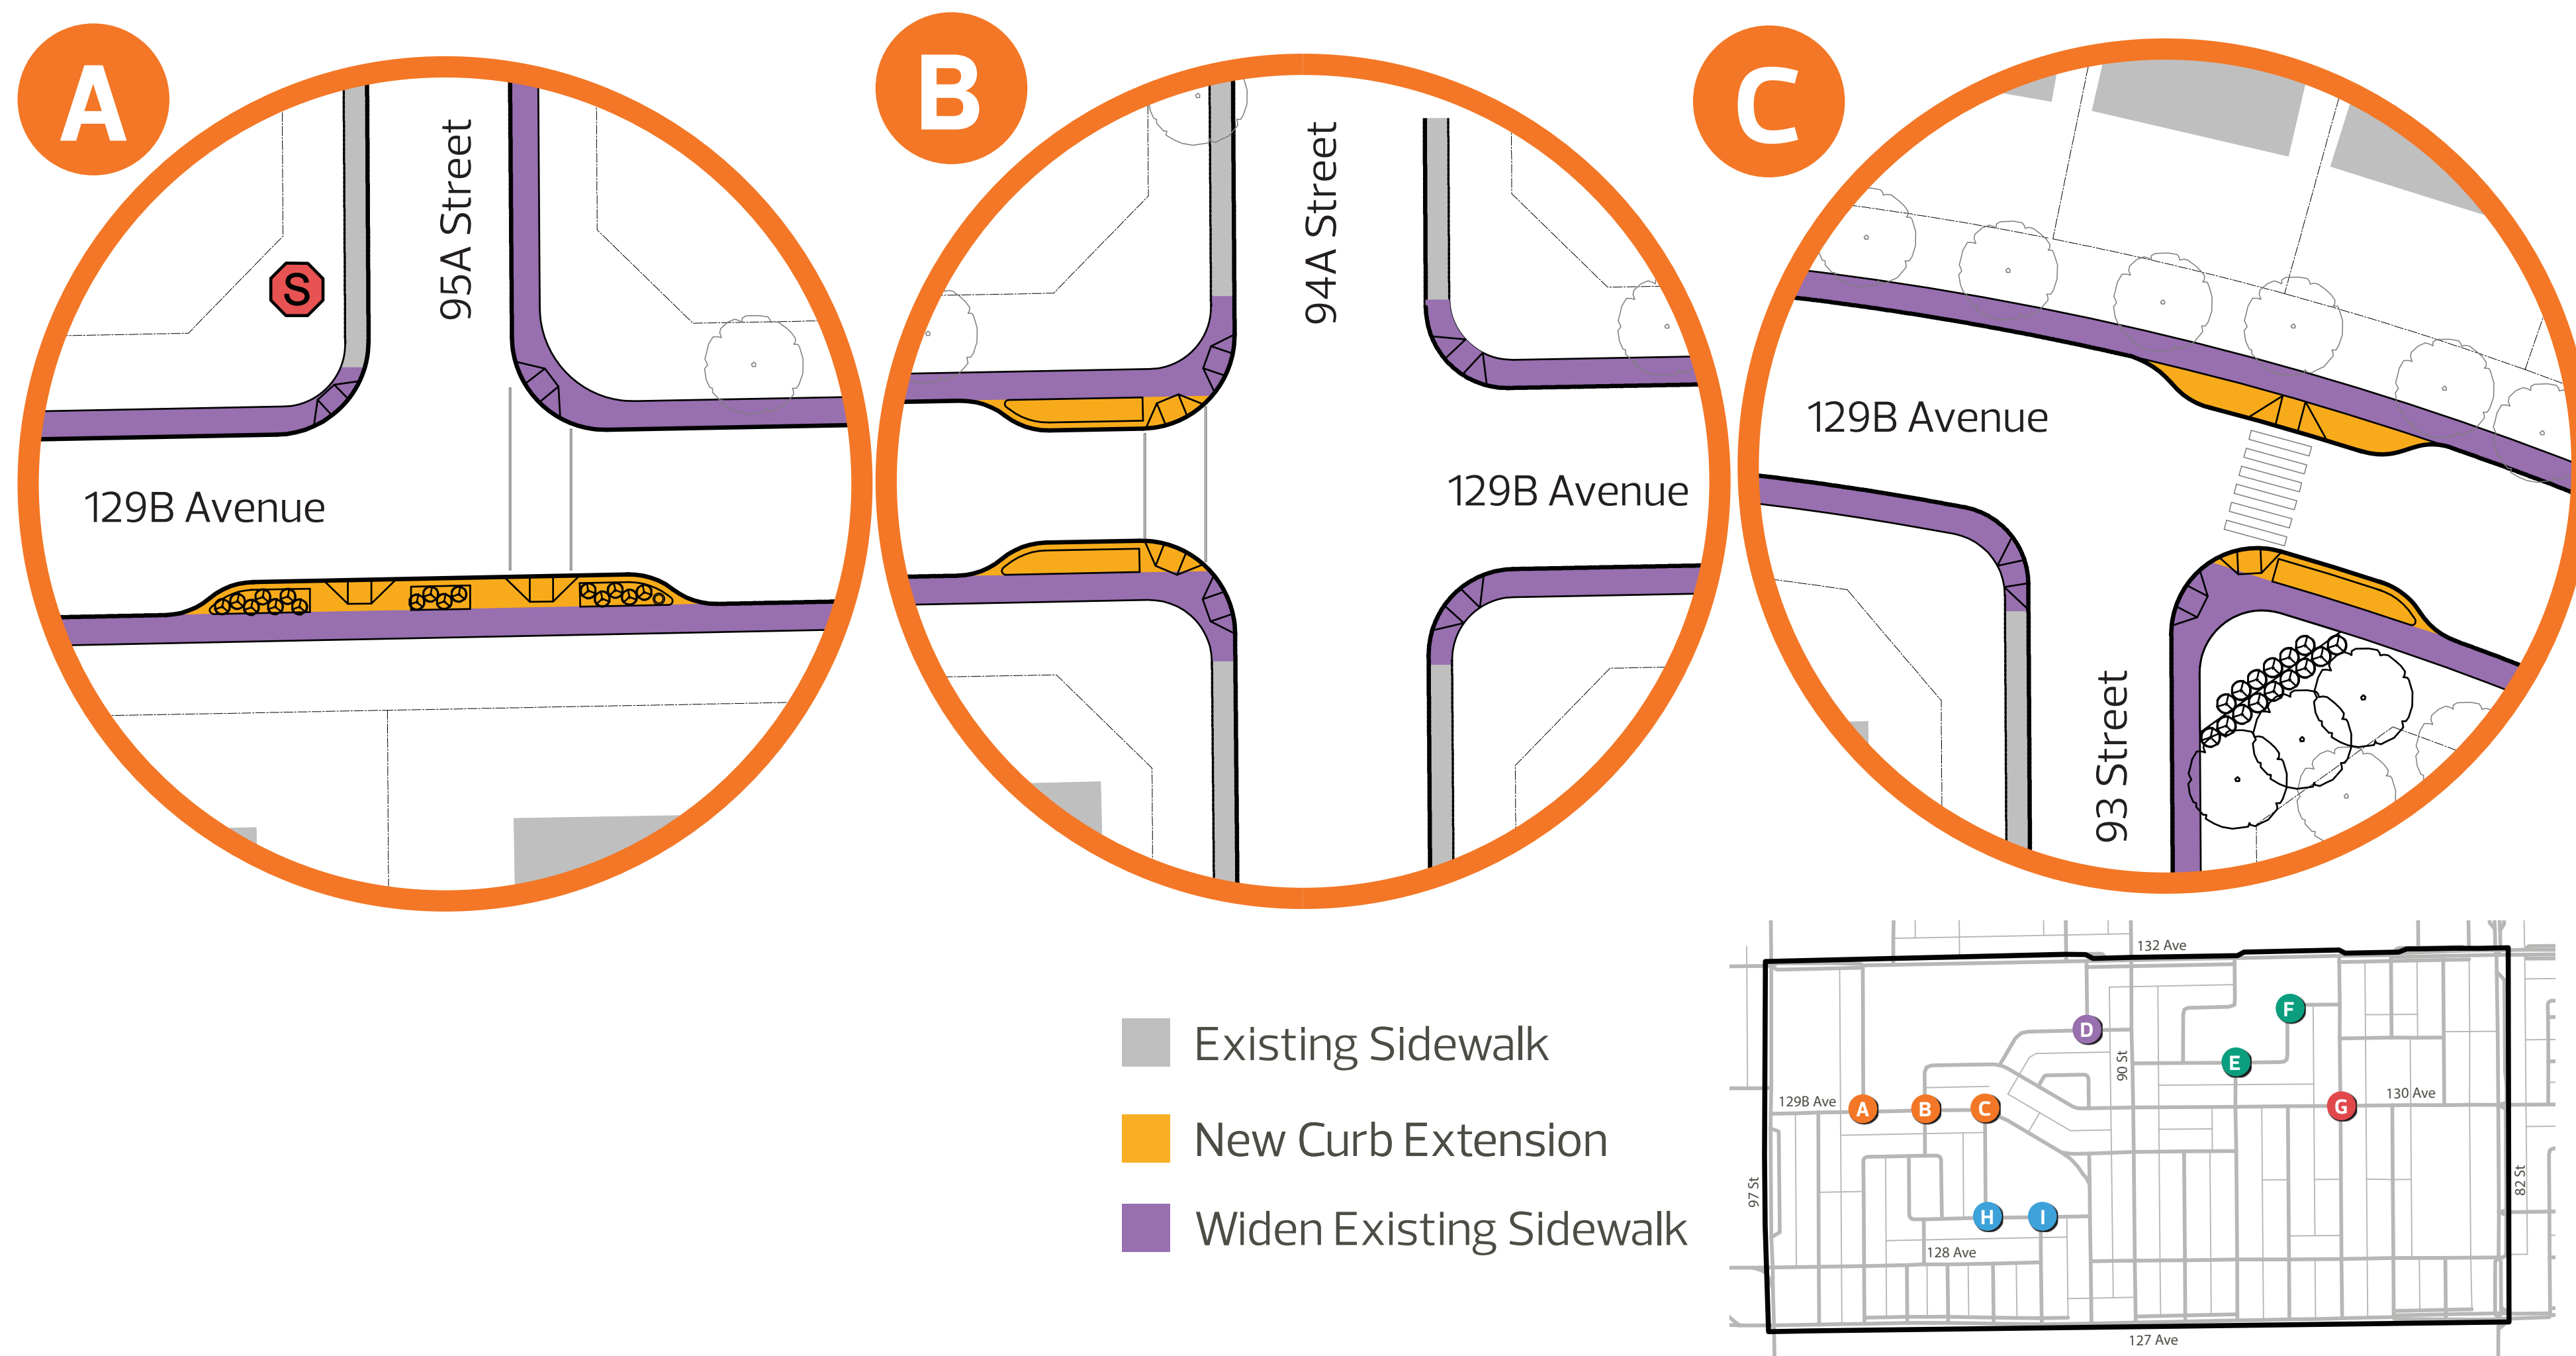 A
95A Street
S
129B Avenue
B
94A Street
129B Avenue
C
129B Avenue
93 Street
Existing Sidewalk
New Curb Extension
Widen Existing Sidewalk
132 Ave
F
D
90 St
E
129B Ave
A
B
C
G
130 Ave
97 St
82 St
H
I
128 Ave
127 Ave